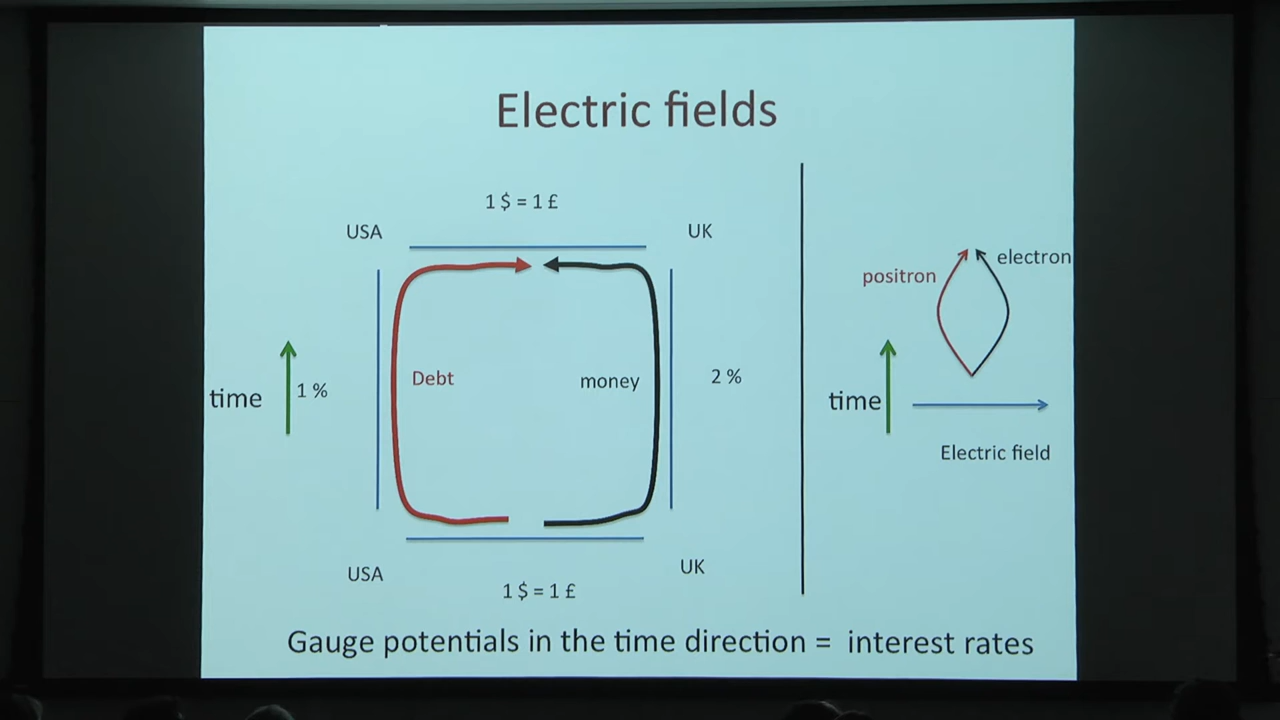 Electric fields
1 $ = 1 £
USA
UK
electron
positron
Debt
money
2 %
time
1 %
time
Electric field
USA
UK
1 $ = 1 £
Gauge potentials in the time direction = interest rates